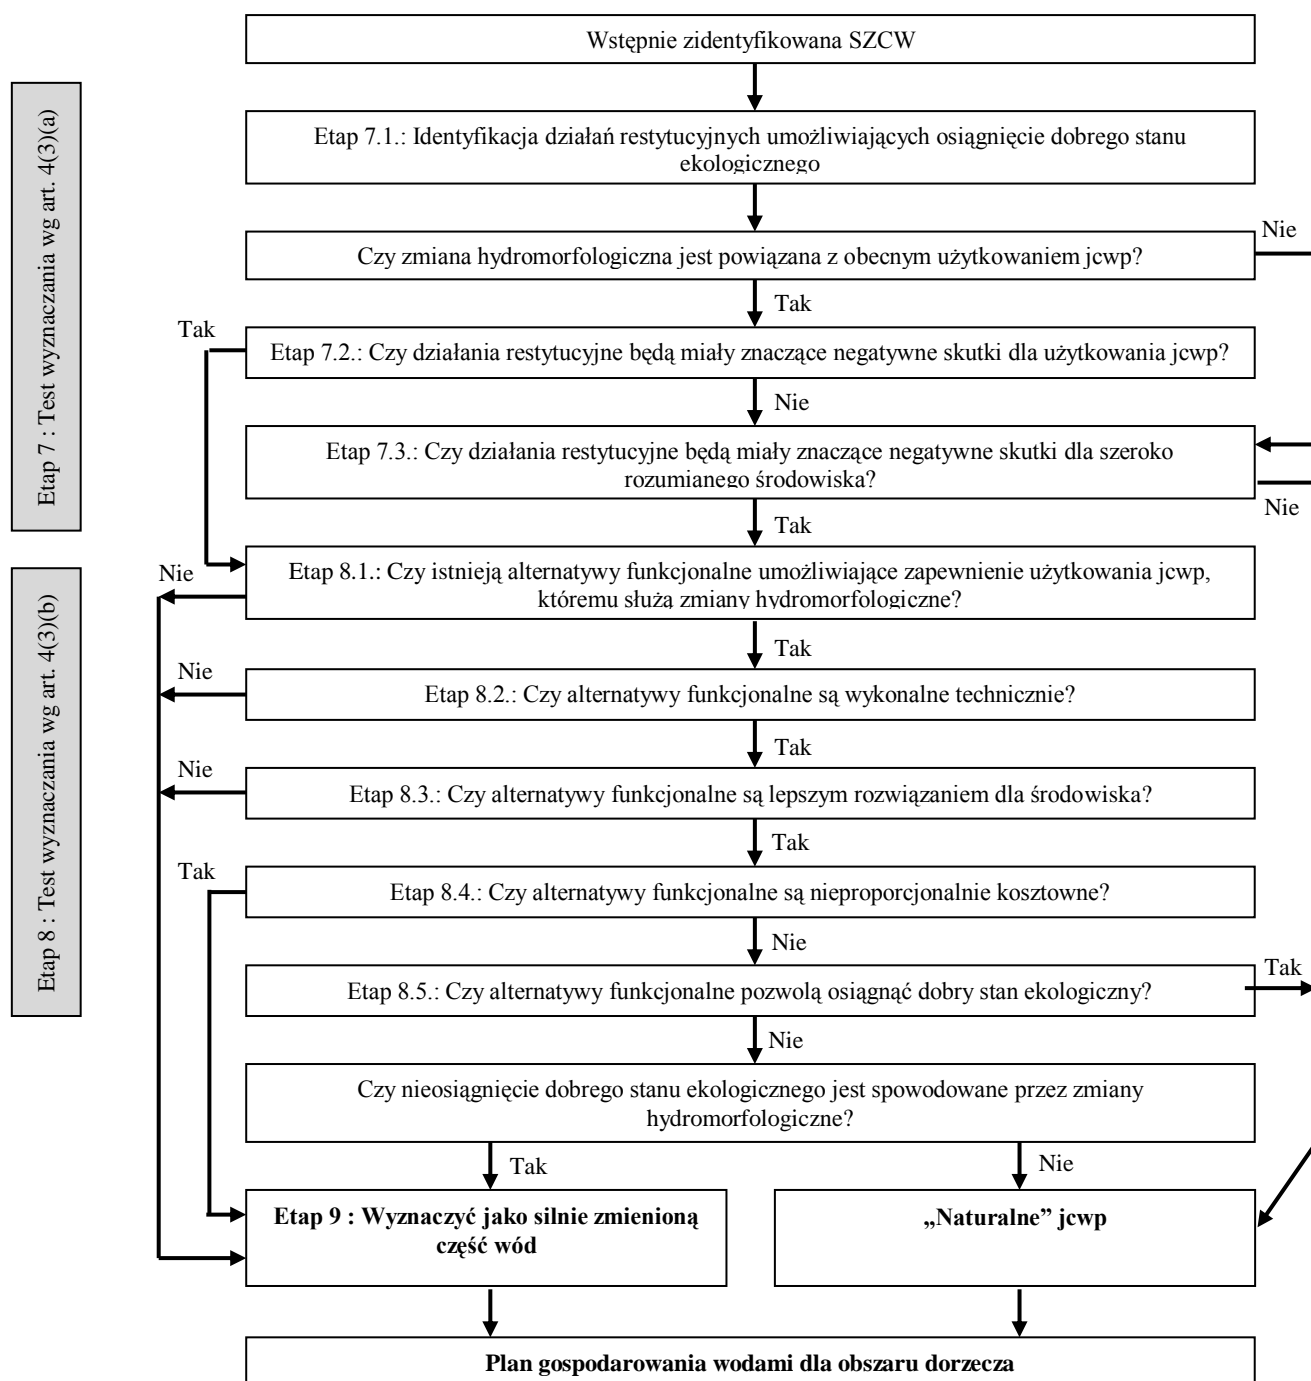 Wstępnie zidentyfikowana SZCW
Etap 7 : Test wyznaczania wg art. 4(3)(a)
Etap 7.1.: Identyfikacja działań restytucyjnych umożliwiających osiągnięcie dobrego stanu
ekologicznego
Czy zmiana hydromorfologiczna jest powiązana z obecnym użytkowaniem jcwp?
Nie
Tak
Tak
Etap 7.2.: Czy działania restytucyjne będą miały znaczące negatywne skutki dla użytkowania jcwp?
Nie
Etap 7.3.: Czy działania restytucyjne będą miały znaczące negatywne skutki dla szeroko
rozumianego środowiska?
Nie
Tak
Etap 8 : Test wyznaczania wg art. 4(3)(b)
Nie
Etap 8.1.: Czy istnieją alternatywy funkcjonalne umożliwiające zapewnienie użytkowania jcwp,
któremu służą zmiany hydromorfologiczne?
Tak
Nie
Etap 8.2.: Czy alternatywy funkcjonalne są wykonalne technicznie?
Tak
Nie
Etap 8.3.: Czy alternatywy funkcjonalne są lepszym rozwiązaniem dla środowiska?
Tak
Tak
Etap 8.4.: Czy alternatywy funkcjonalne są nieproporcjonalnie kosztowne?
Nie
Etap 8.5.: Czy alternatywy funkcjonalne pozwolą osiągnąć dobry stan ekologiczny?
Tak
Nie
Czy nieosiągnięcie dobrego stanu ekologicznego jest spowodowane przez zmiany
hydromorfologiczne?
Tak
Nie
Etap 9 : Wyznaczyć jako silnie zmienioną
część wód
„Naturalne” jcwp
Plan gospodarowania wodami dla obszaru dorzecza